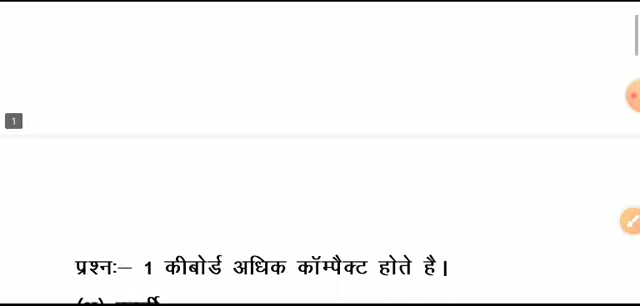 1
प्रश्नः– 1 कीबोर्ड अधिक कॉम्पैक्ट होते है।